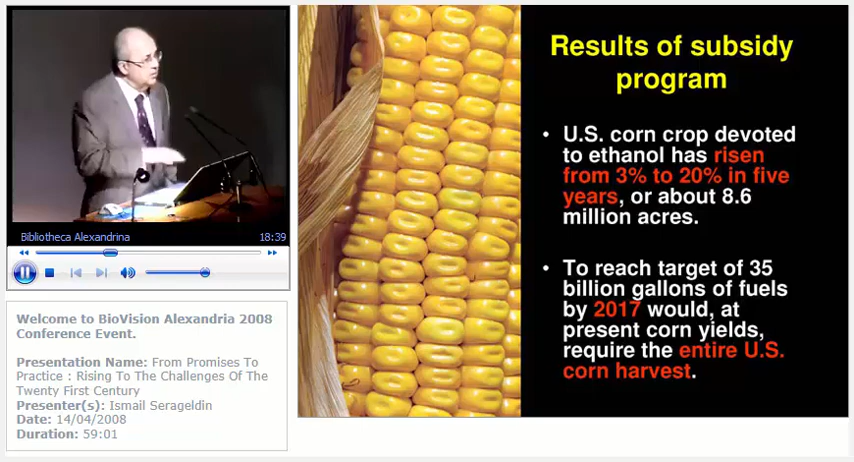 Bibliotheca Alexandrina 18:39
Welcome to BioVision Alexandria 2008
Conference Event.
Presentation Name: From Promises To
Practice : Rising To The Challenges Of The
Twenty First Century
Presenter(s): Ismail Serageldin
Date: 14/04/2008
Duration: 59:01
Results of subsidy
program
• U.S. corn crop devoted
to ethanol has risen
from 3% to 20% in five
years, or about 8.6
million acres.
• To reach target of 35
billion gallons of fuels
by 2017 would, at
present corn yields,
require the entire U.S.
corn harvest.